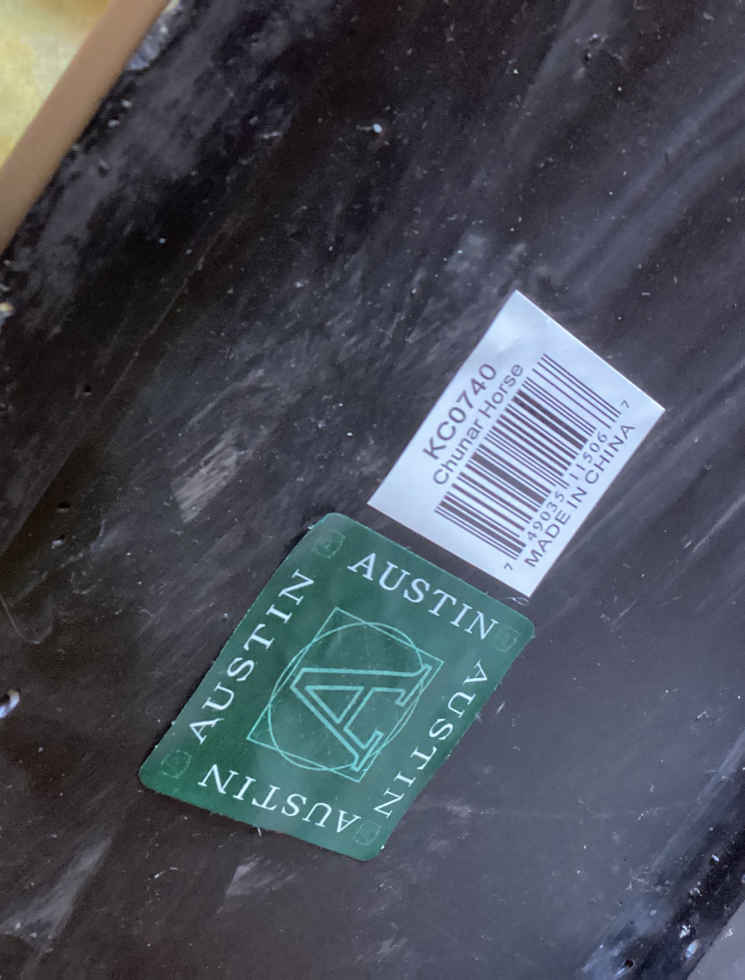 KC0740
Chunar Horse
7 49035 11506 7
MADE IN CHINA
AUSTIN
AUSTIN
AUSTIN
AUSTIN
A